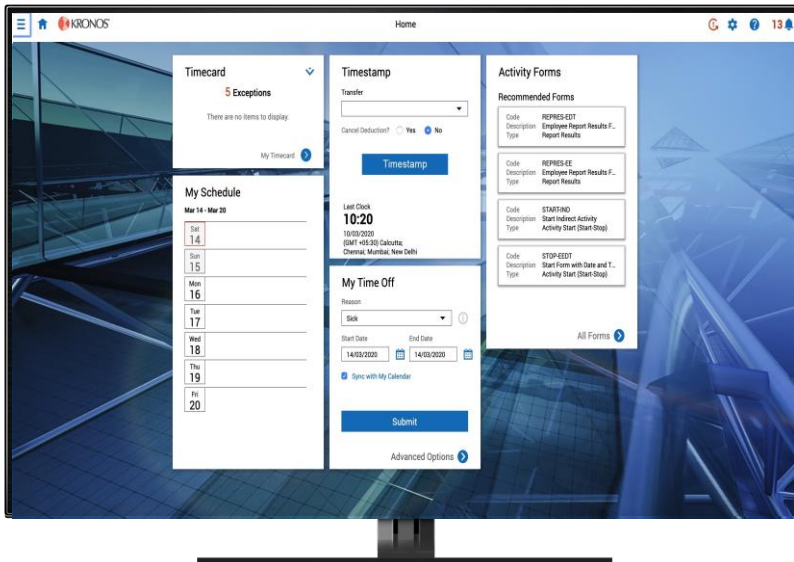 KRONOS
Home
13
Timecard
5 Exceptions
There are no items to display.
My Timecard
My Schedule
Mar 14 - Mar 20
Sat
14
Sun
15
Mon
16
Tue
17
Wed
18
Thu
19
Fri
20
Timestamp
Transfer
Cancel Deduction? Yes No
Timestamp
Last Clock
10:20
10/03/2020
(GMT +05:30) Calcutta;
Chennai; Mumbai; New Delhi
My Time Off
Reason
Sick
Start Date End Date
14/03/2020 14/03/2020
Sync with My Calendar
Submit
Advanced Options
Activity Forms
Recommended Forms
Code REPRES-EDT
Description Employee Report Results F...
Type Report Results
Code REPRES-EE
Description Employee Report Results F...
Type Report Results
Code START-IND
Description Start Indirect Activity
Type Activity Start (Start-Stop)
Code STOP-EEDT
Description Start Form with Date and T...
Type Activity Start (Start-Stop)
All Forms